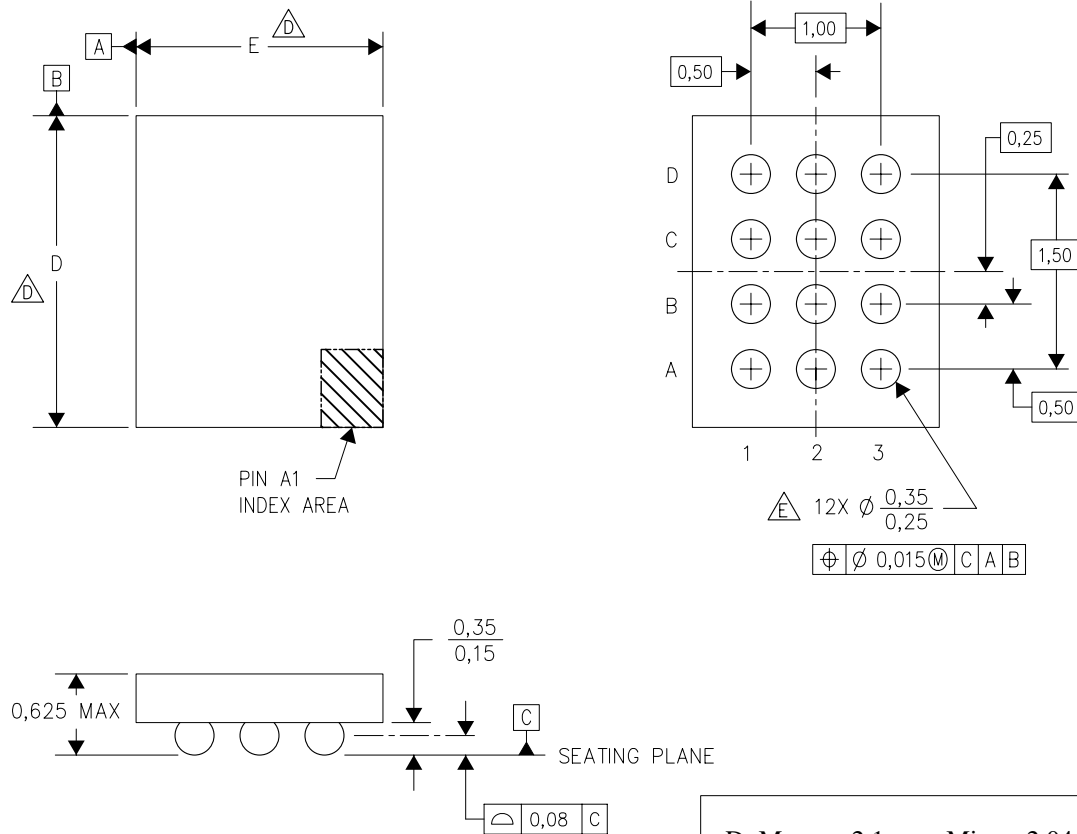 A
E
D
B
D
D
PIN A1
INDEX AREA
1,00
0,50
0,25
D
C
1,50
B
A
0,50
1 2 3
E 12X Ø 0,35
0,25
⌖ Ø 0,015Ⓜ C A B
0,35
0,15
0,625 MAX
C
SEATING PLANE
⌓ 0,08 C